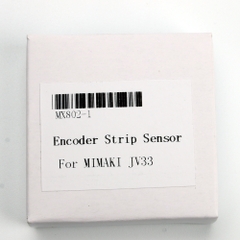 MX802-1
Encoder Strip Sensor
For MIMAKI JV33